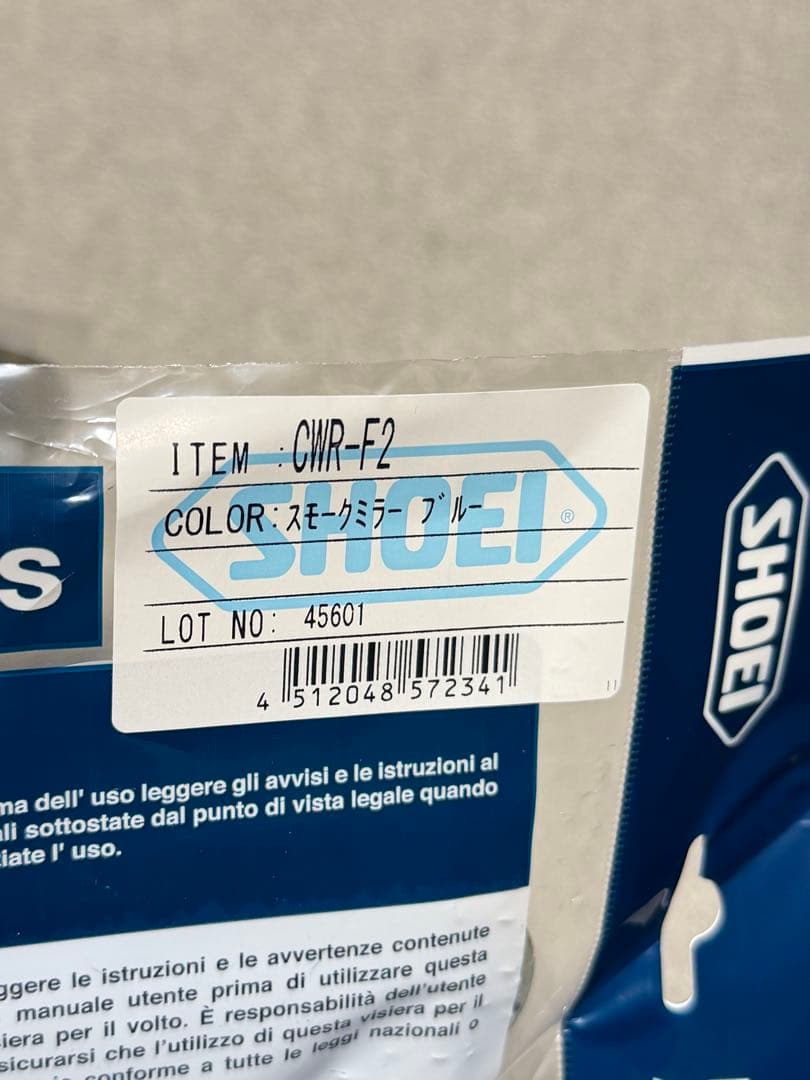 ITEM :CWR-F2
COLOR:スモークミラー ブルー
SHOEI®
LOT NO: 45601
4 512048 572341
11
S
SHOEI
ma dell' uso leggere gli avvisi e le istruzioni al
li sottostate dal punto di vista legale quando
iate l' uso.
ggere le istruzioni e le avvertenze contenute
manuale utente prima di utilizzare questa
iera per il volto. È responsabilità dell'utente
sicurarsi che l'utilizzo di questa visiera per il
conforme a tutte le leggi nazionali o